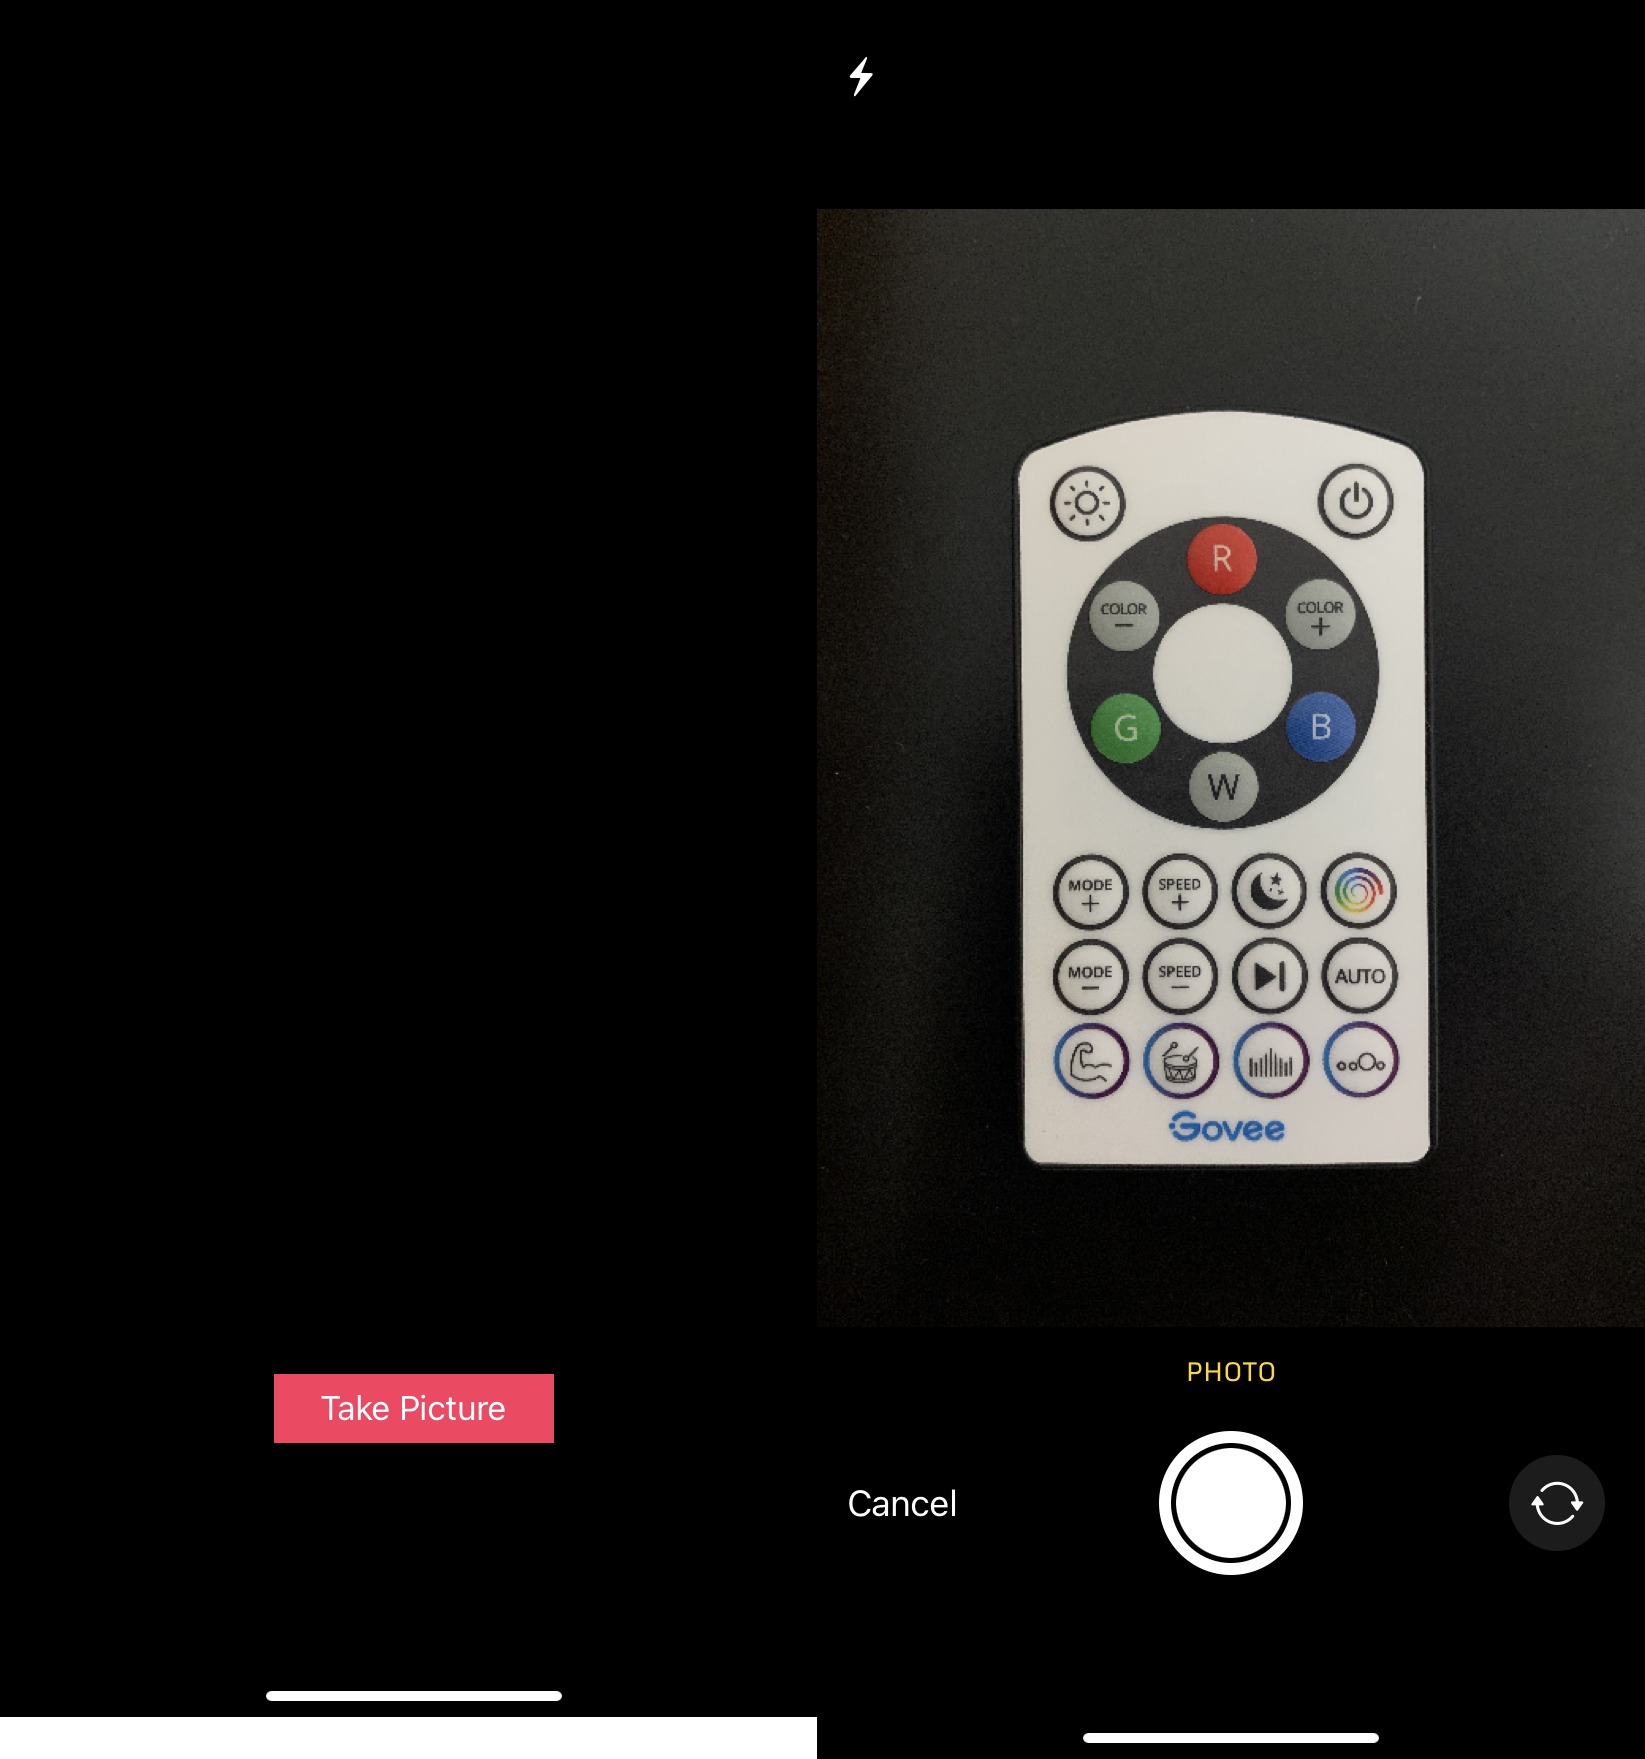 Take Picture
R
COLOR
−
COLOR
+
G
B
W
MODE
+
SPEED
+
MODE
−
SPEED
−
AUTO
Govee
PHOTO
Cancel